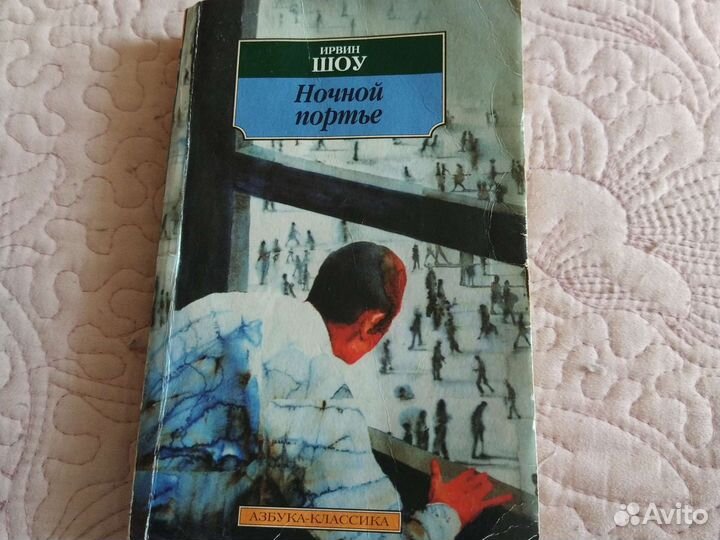 ИРВИН
ШОУ
Ночной
портье
АЗБУКА-КЛАССИКА
Avito